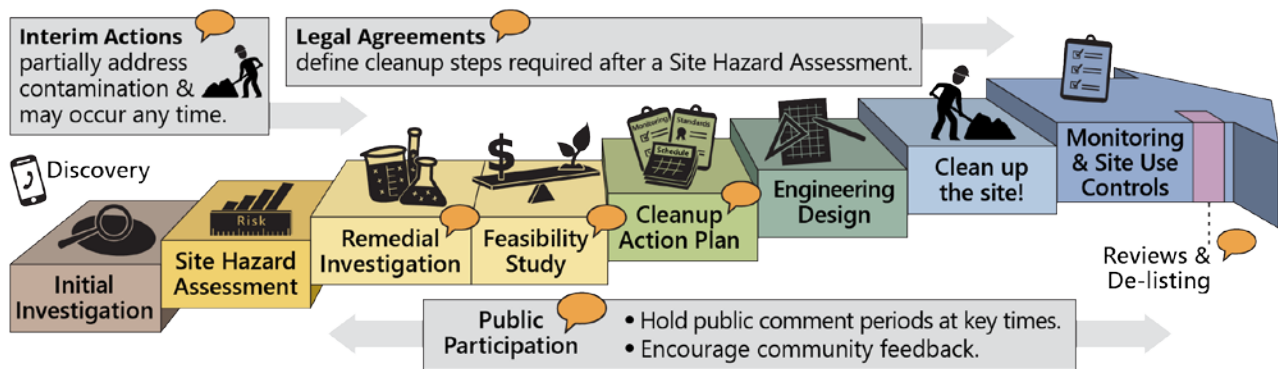 Interim Actions
partially address
contamination &
may occur any time.
Legal Agreements
define cleanup steps required after a Site Hazard Assessment.
Discovery
Initial
Investigation
Risk
Site Hazard
Assessment
Remedial
Investigation
$
Feasibility
Study
Monitoring
Standards
Schedule
Cleanup
Action Plan
Engineering
Design
Clean up
the site!
Monitoring
& Site Use
Controls
Reviews &
De-listing
Public
Participation
• Hold public comment periods at key times.
• Encourage community feedback.